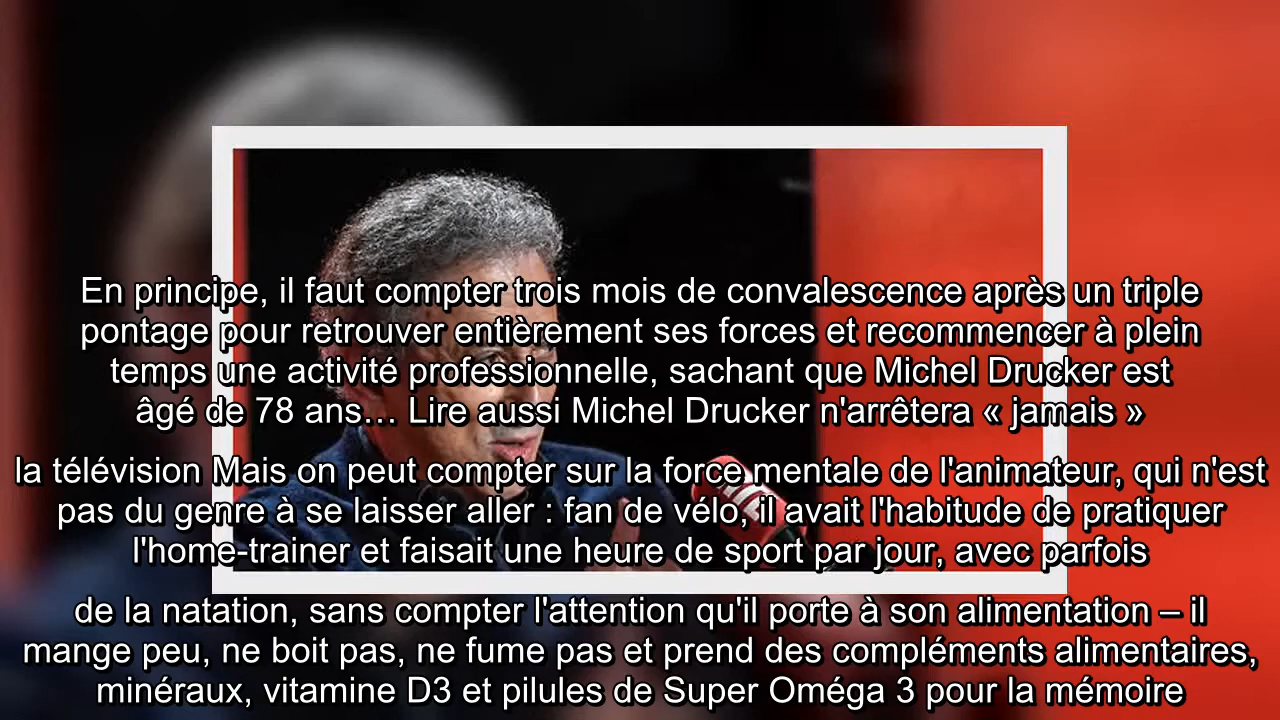 En principe, il faut compter trois mois de convalescence après un triple
pontage pour retrouver entièrement ses forces et recommencer à plein
temps une activité professionnelle, sachant que Michel Drucker est
âgé de 78 ans… Lire aussi Michel Drucker n'arrêtera « jamais »
la télévision Mais on peut compter sur la force mentale de l'animateur, qui n'est
pas du genre à se laisser aller : fan de vélo, il avait l'habitude de pratiquer
l'home-trainer et faisait une heure de sport par jour, avec parfois
de la natation, sans compter l'attention qu'il porte à son alimentation – il
mange peu, ne boit pas, ne fume pas et prend des compléments alimentaires,
minéraux, vitamine D3 et pilules de Super Oméga 3 pour la mémoire